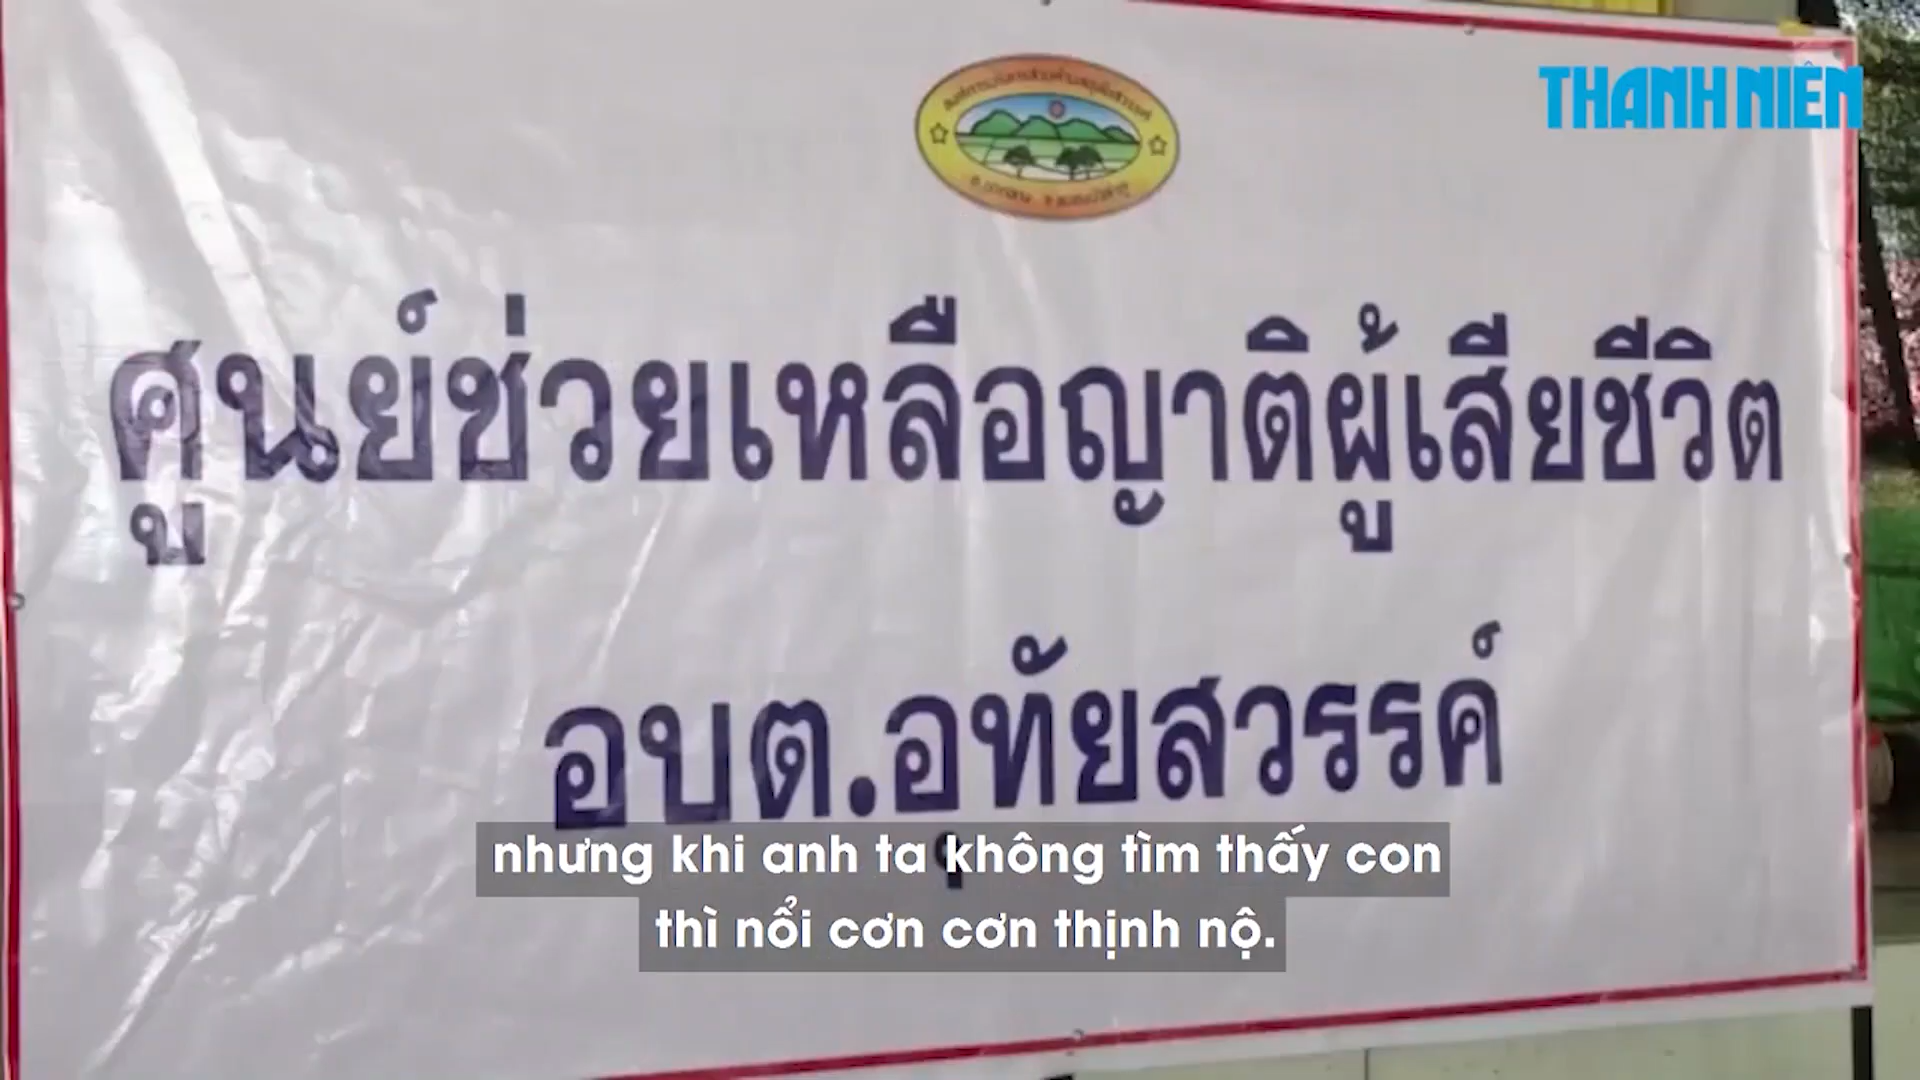 THANH NIÊN
ศูนย์ช่วยเหลือญาติผู้เสียชีวิต
อบต.อุทัยสวรรค์
nhưng khi anh ta không tìm thấy con
thì nổi cơn cơn thịnh nộ.